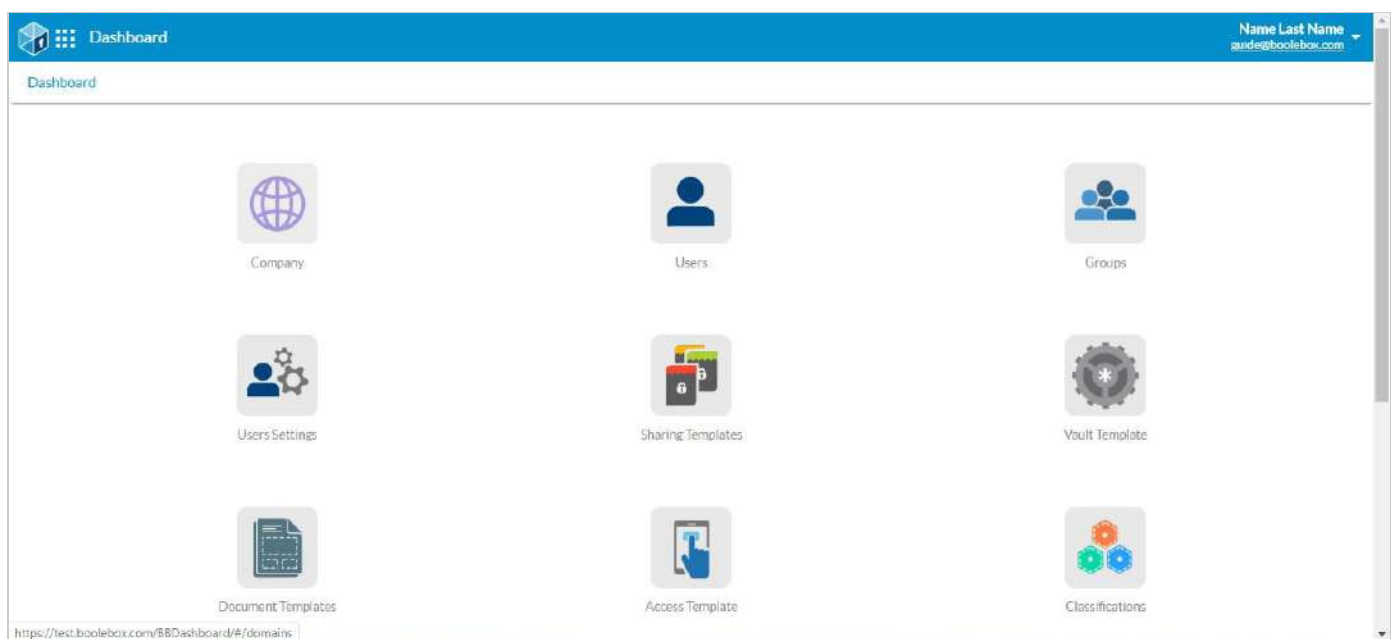 Dashboard
Name Last Name
guide@boolebox.com
Dashboard
Company
Users
Groups
Users Settings
Sharing Templates
Vault Template
Document Templates
Access Template
Classifications
https://test.boolebox.com/BBDashboard/#/domains